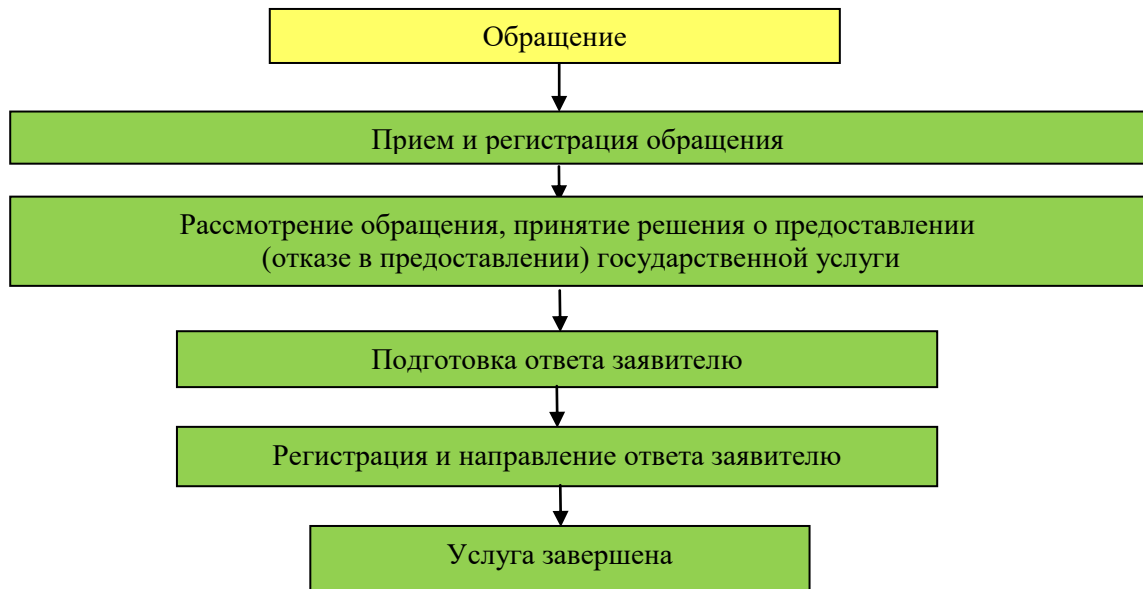 Обращение
Прием и регистрация обращения
Рассмотрение обращения, принятие решения о предоставлении
(отказе в предоставлении) государственной услуги
Подготовка ответа заявителю
Регистрация и направление ответа заявителю
Услуга завершена